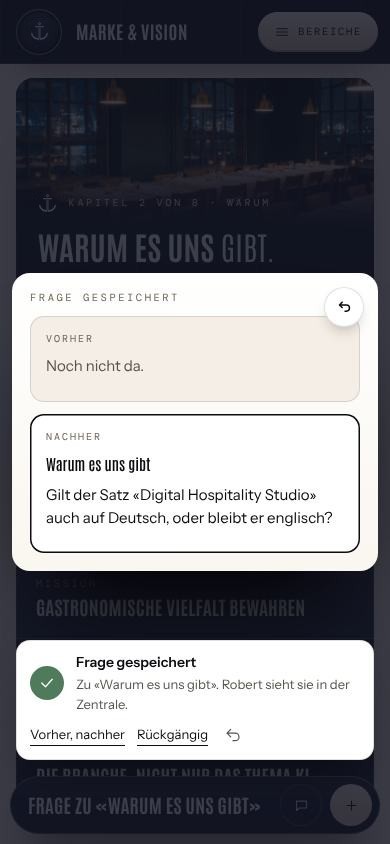 MARKE & VISION
BEREICHE
KAPITEL 2 VON 8 · WARUM
WARUM ES UNS GIBT.
FRAGE GESPEICHERT
VORHER
Noch nicht da.
NACHHER
Warum es uns gibt
Gilt der Satz «Digital Hospitality Studio»
auch auf Deutsch, oder bleibt er englisch?
MISSION
GASTRONOMISCHE VIELFALT BEWAHREN
Frage gespeichert
Zu «Warum es uns gibt». Robert sieht sie in der
Zentrale.
Vorher, nachher Rückgängig
DIE BRANCHE, NICHT NUR DAS THEMA KI
FRAGE ZU «WARUM ES UNS GIBT»